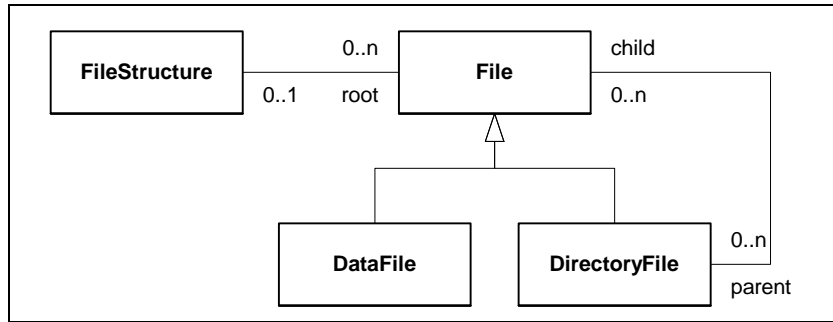 0..n
child
FileStructure
File
0..1
root
0..n
DataFile
DirectoryFile
0..n
parent